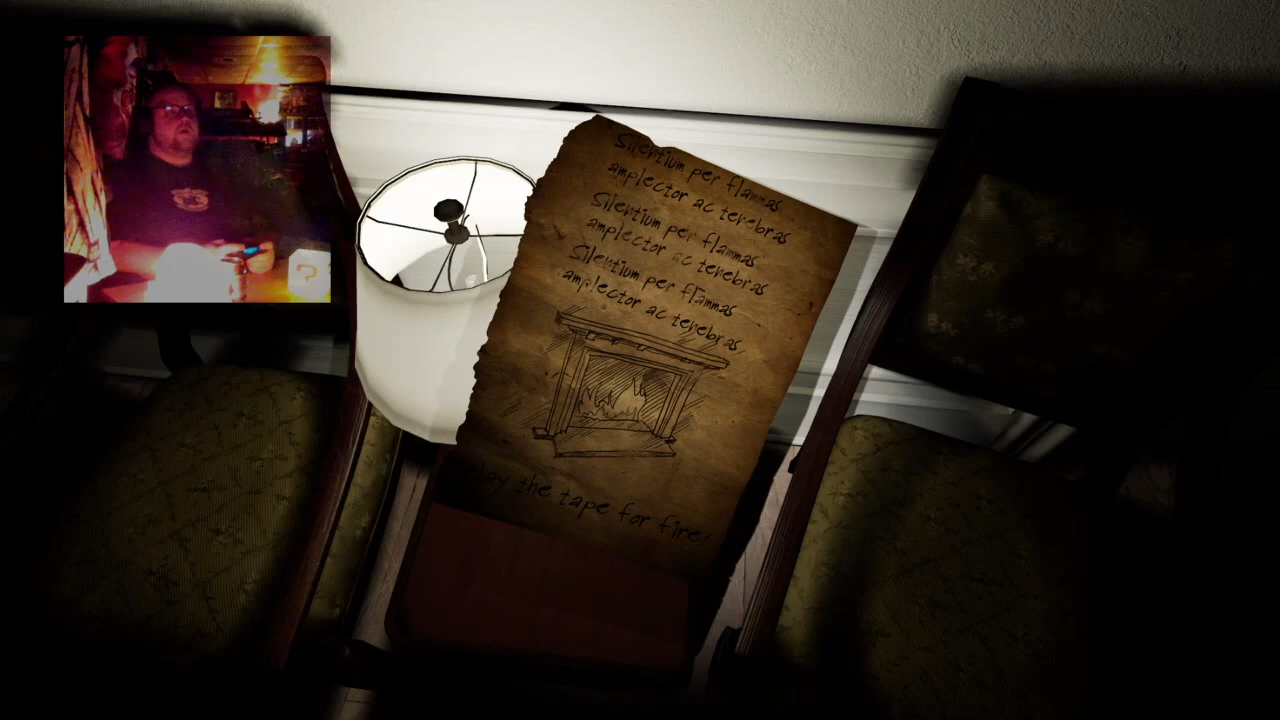 Silentium per flammas
amplector ac tenebras
Silentium per flammas
amplector ac tenebras
Silentium per flammas
amplector ac tenebras
play the tape for fire!
?